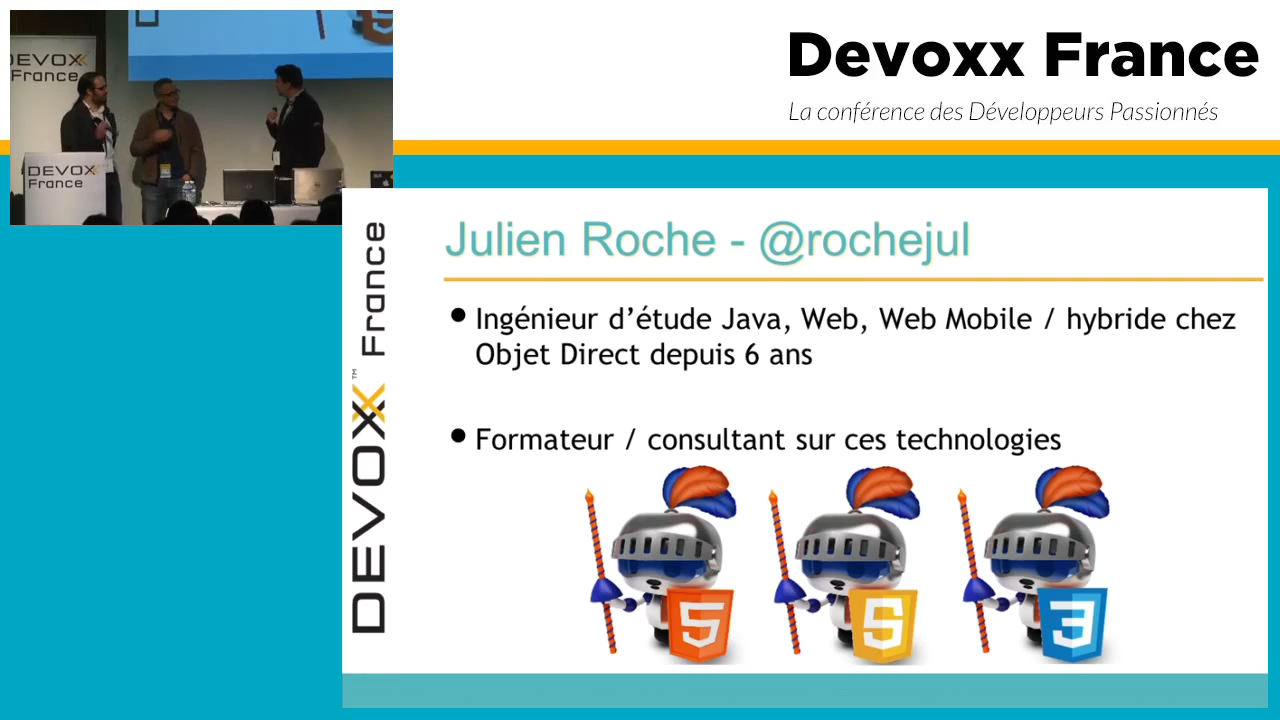 Devoxx France
La conférence des Développeurs Passionnés
DEVOXX
France
DEVOXX
France
DEVOXX™ France
Julien Roche - @rochejul
• Ingénieur d’étude Java, Web, Web Mobile / hybride chez
Objet Direct depuis 6 ans
• Formateur / consultant sur ces technologies
5
5
3